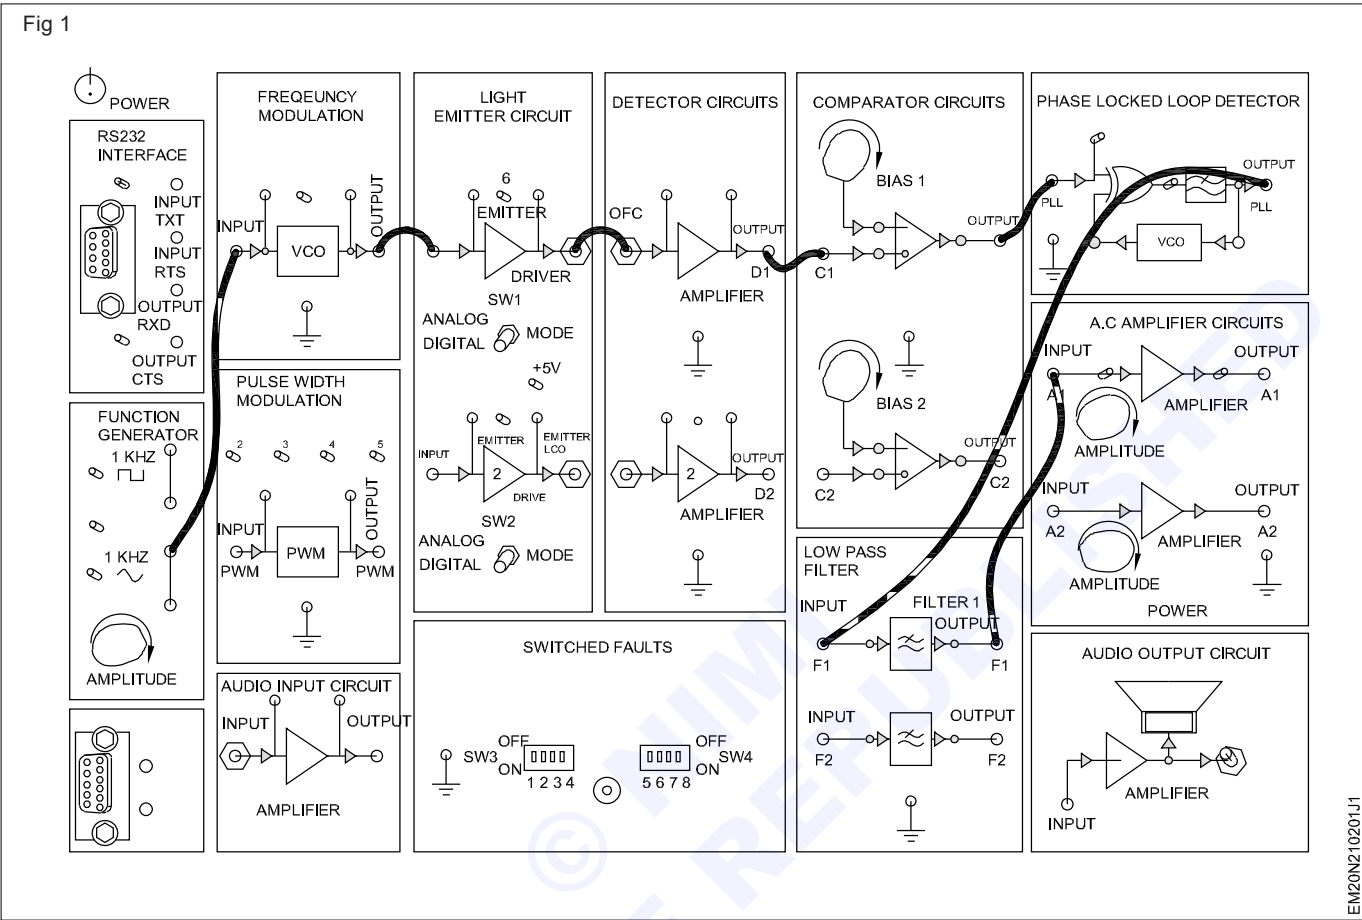 Fig 1
POWER
RS232
INTERFACE
INPUT
TXT
INPUT
RTS
OUTPUT
RXD
OUTPUT
CTS
FUNCTION
GENERATOR
1 KHZ
1 KHZ
AMPLITUDE
FREQEUNCY
MODULATION
INPUT
VCO
OUTPUT
PULSE WIDTH
MODULATION
2
3
4
5
INPUT
PWM
OUTPUT
PWM
PWM
AUDIO INPUT CIRCUIT
INPUT
OUTPUT
AMPLIFIER
LIGHT
EMITTER CIRCUIT
6
EMITTER
DRIVER
SW1
ANALOG
DIGITAL
MODE
+5V
INPUT
EMITTER
EMITTER
LCO
2
DRIVE
SW2
ANALOG
DIGITAL
MODE
DETECTOR CIRCUITS
OFC
OUTPUT
D1
AMPLIFIER
OUTPUT
2
D2
AMPLIFIER
SWITCHED FAULTS
SW3
OFF
ON
1 2 3 4
5 6 7 8
OFF
ON
SW4
COMPARATOR CIRCUITS
BIAS 1
OUTPUT
C1
BIAS 2
OUTPUT
C2
C2
LOW PASS
FILTER
INPUT
FILTER 1
OUTPUT
F1
F1
INPUT
OUTPUT
F2
F2
PHASE LOCKED LOOP DETECTOR
OUTPUT
PLL
PLL
VCO
A.C AMPLIFIER CIRCUITS
INPUT
OUTPUT
A1
AMPLIFIER
A1
AMPLITUDE
INPUT
OUTPUT
A2
AMPLIFIER
A2
AMPLITUDE
POWER
AUDIO OUTPUT CIRCUIT
AMPLIFIER
INPUT
© NIMI
BE REPUBLISHED
EM20N210201J1